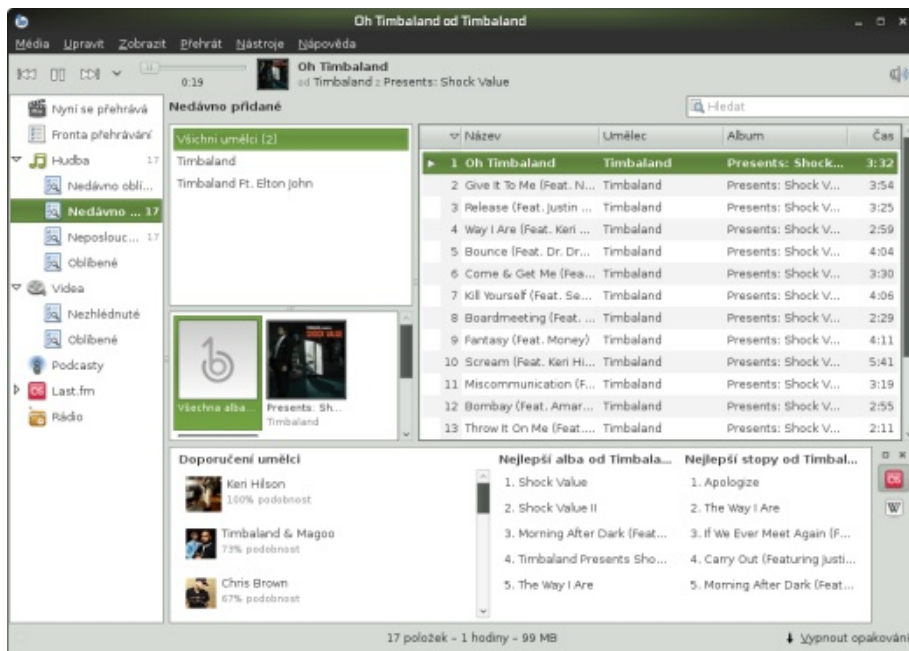 Oh Timbaland od Timbaland
Média Upravit Zobrazit Přehrát Nástroje Nápověda
0:19
Oh Timbaland
od Timbaland z Presents: Shock Value
Nyní se přehrává
Fronta přehrávání
Hudba 17
Nedávno oblí...
Nedávno ... 17
Neposlouc... 17
Oblíbené
Videa
Nezhlédnuté
Oblíbené
Podcasty
Last.fm
Rádio
Nedávno přidané
Hledat
Všichni umělci (2)
Timbaland
Timbaland Ft. Elton John
Všechna alba...
Presents: Sh...
Timbaland
SHOCK VALUE
Název Umělec Album Čas
1 Oh Timbaland Timbaland Presents: Shock... 3:32
2 Give It To Me (Feat. N... Timbaland Presents: Shock V... 3:54
3 Release (Feat. Justin ... Timbaland Presents: Shock V... 3:25
4 Way I Are (Feat. Keri ... Timbaland Presents: Shock V... 2:59
5 Bounce (Feat. Dr. Dr... Timbaland Presents: Shock V... 4:04
6 Come & Get Me (Fea... Timbaland Presents: Shock V... 3:30
7 Kill Yourself (Feat. Se... Timbaland Presents: Shock V... 4:06
8 Boardmeeting (Feat. ... Timbaland Presents: Shock V... 2:29
9 Fantasy (Feat. Money) Timbaland Presents: Shock V... 4:11
10 Scream (Feat. Keri Hi... Timbaland Presents: Shock V... 5:41
11 Miscommunication (F... Timbaland Presents: Shock V... 3:19
12 Bombay (Feat. Amar... Timbaland Presents: Shock V... 2:55
13 Throw It On Me (Feat.... Timbaland Presents: Shock V... 2:11
Doporučení umělci
Keri Hilson
100% podobnost
Timbaland & Magoo
73% podobnost
Chris Brown
67% podobnost
Nejlepší alba od Timbala...
1. Shock Value
2. Shock Value II
3. Morning After Dark (Feat...
4. Timbaland Presents Sho...
5. The Way I Are
Nejlepší stopy od Timbal...
1. Apologize
2. The Way I Are
3. If We Ever Meet Again (F...
4. Carry Out (Featuring Justi...
5. Morning After Dark (Feat...
W
17 položek – 1 hodiny – 99 MB
Vypnout opakování